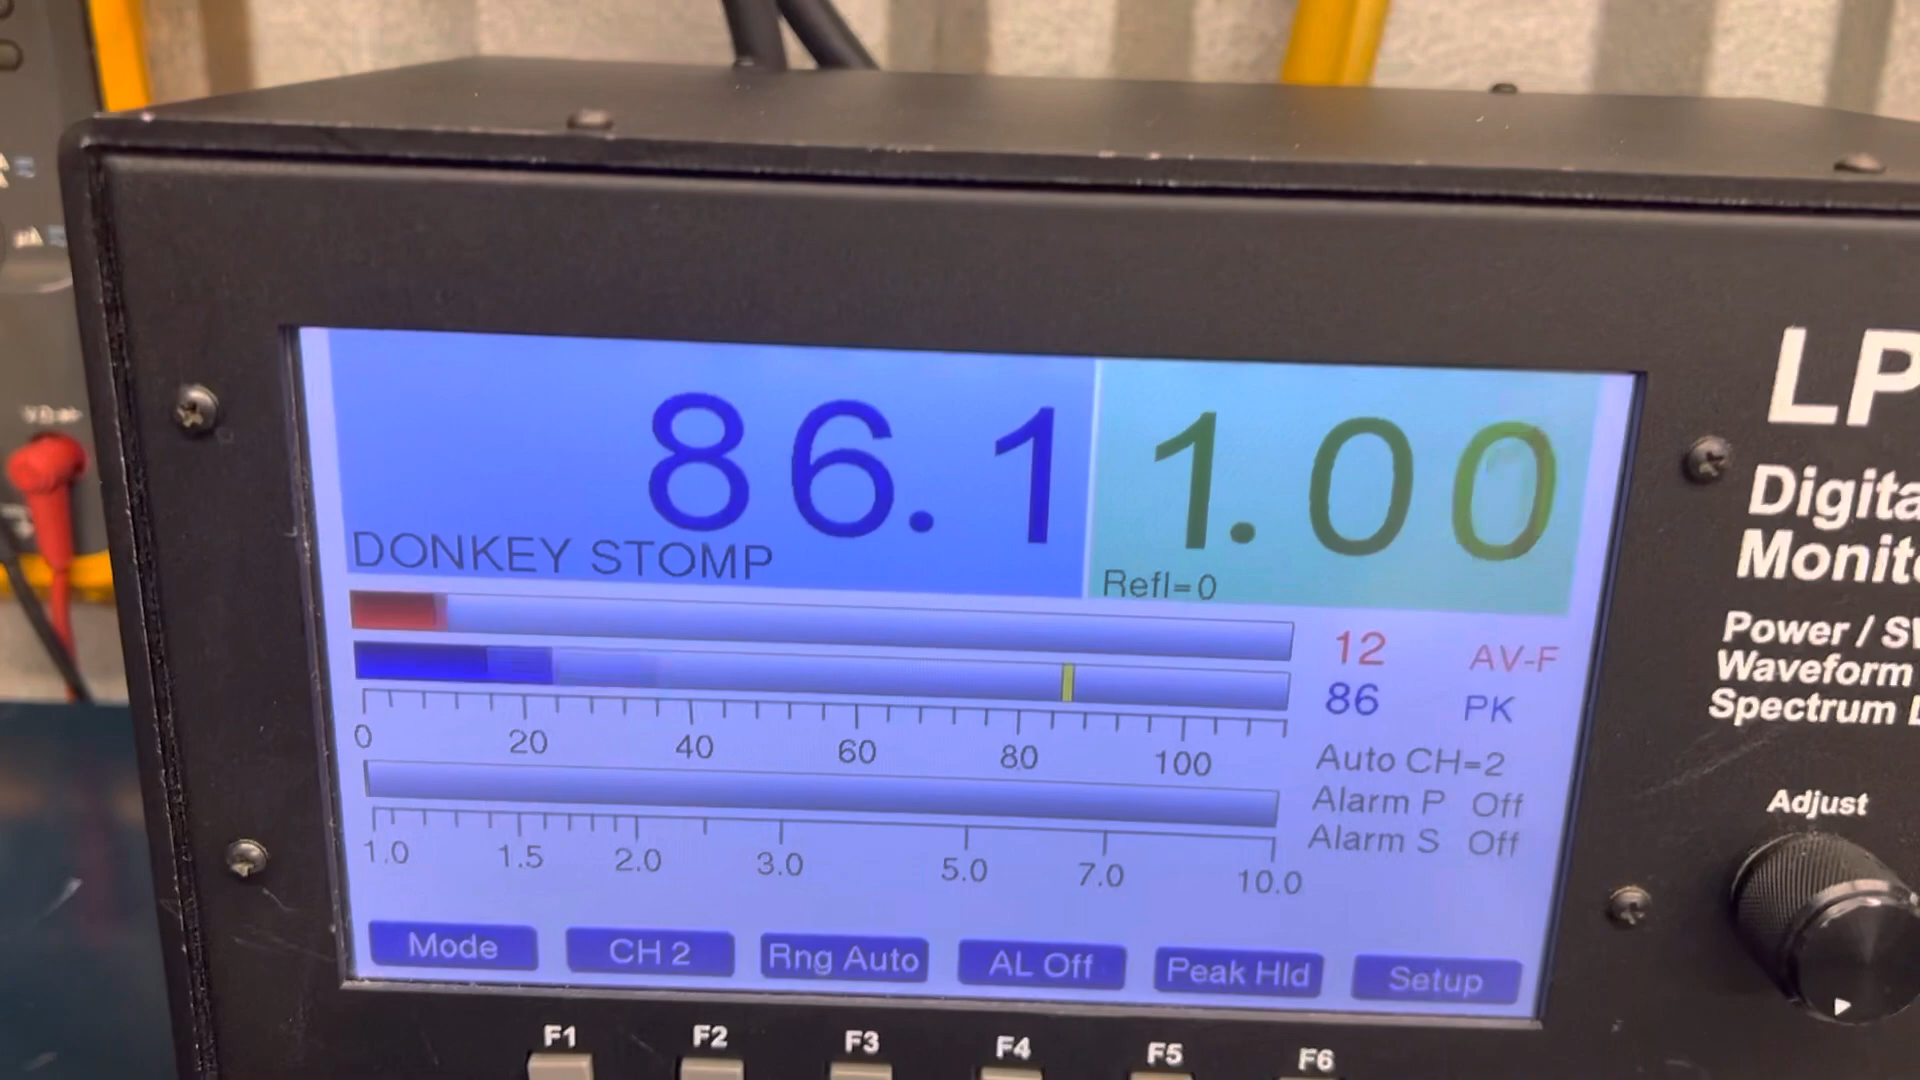 LP
86.1 1.00
DONKEY STOMP
Refl=0
Digita
Monito
12 AV-F
86 PK
Power / SW
Waveform
Spectrum D
0 20 40 60 80 100
Auto CH=2
Alarm P Off
Alarm S Off
Adjust
1.0 1.5 2.0 3.0 5.0 7.0 10.0
Mode CH 2 Rng Auto AL Off Peak Hld Setup
F1 F2 F3 F4 F5 F6